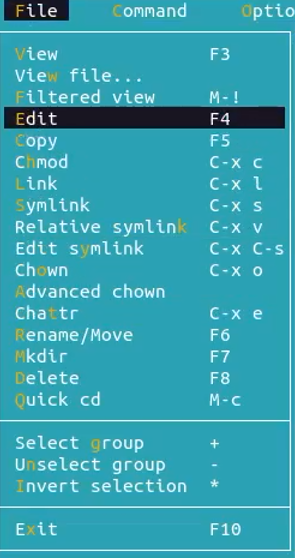 File Command Optio
View F3
View file...
Filtered view M-!
Edit F4
Copy F5
Chmod C-x c
Link C-x l
Symlink C-x s
Relative symlink C-x v
Edit symlink C-x C-s
Chown C-x o
Advanced chown
Chattr C-x e
Rename/Move F6
Mkdir F7
Delete F8
Quick cd M-c
Select group +
Unselect group -
Invert selection *
Exit F10